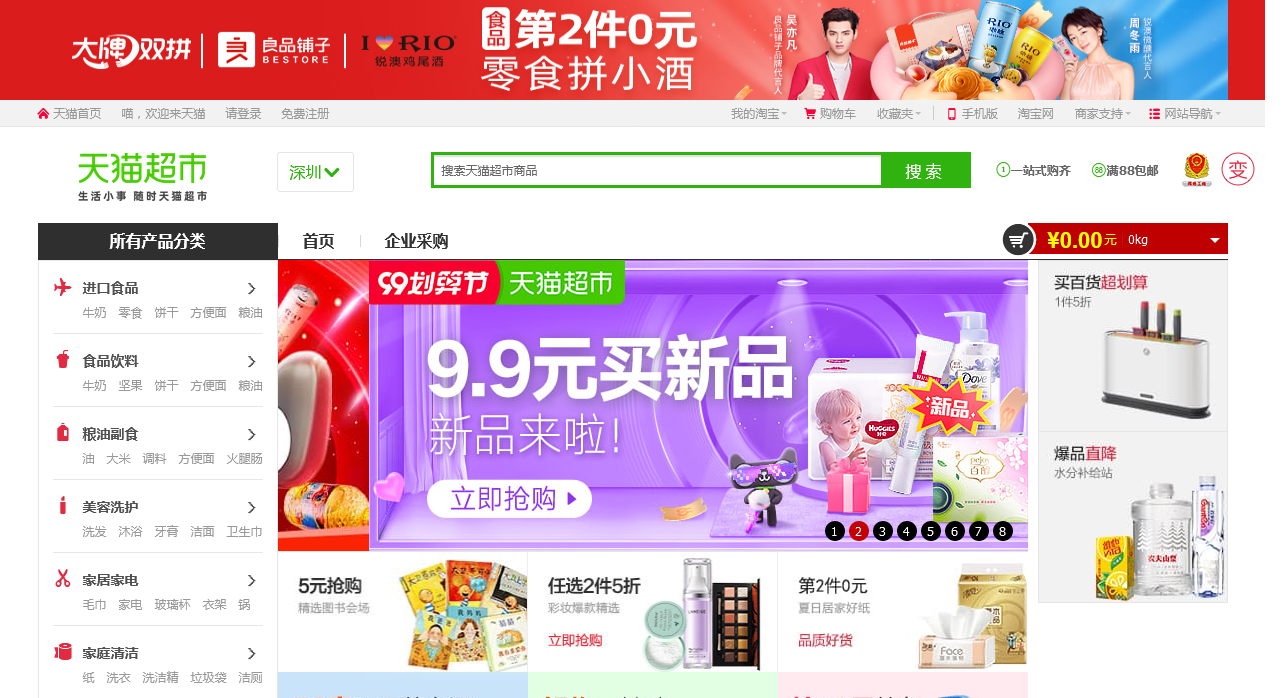 大牌双拼
良品铺子
BESTORE
RIO
锐澳鸡尾酒
食品 第2件0元
零食拼小酒
吴亦凡
良品铺子品牌代言人
周冬雨
锐澳微醺代言人
天猫首页 喵，欢迎来天猫 请登录 免费注册 我的淘宝 购物车 收藏夹 手机版 淘宝网 商家支持 网站导航
天猫超市
生活小事 随时天猫超市
深圳
搜索天猫超市商品
搜 索
1 一站式购齐
88 满88包邮
变
所有产品分类 首页 企业采购
¥0.00元 0kg
进口食品
牛奶 零食 饼干 方便面 粮油
食品饮料
牛奶 坚果 饼干 方便面 粮油
粮油副食
油 大米 调料 方便面 火腿肠
美容洗护
洗发 沐浴 牙膏 洁面 卫生巾
家居家电
毛巾 家电 玻璃杯 衣架 锅
家庭清洁
纸 洗衣 洗洁精 垃圾袋 洁厕
99划算节 天猫超市
9.9元买新品
新品来啦!
立即抢购
新品
HUGGIES
Dove
1 2 3 4 5 6 7 8
买百货超划算
1件5折
爆品直降
水分补给站
农夫山泉
5元抢购
精选图书会场
任选2件5折
彩妆爆款精选
立即抢购
第2件0元
夏日居家好纸
品质好货
Face